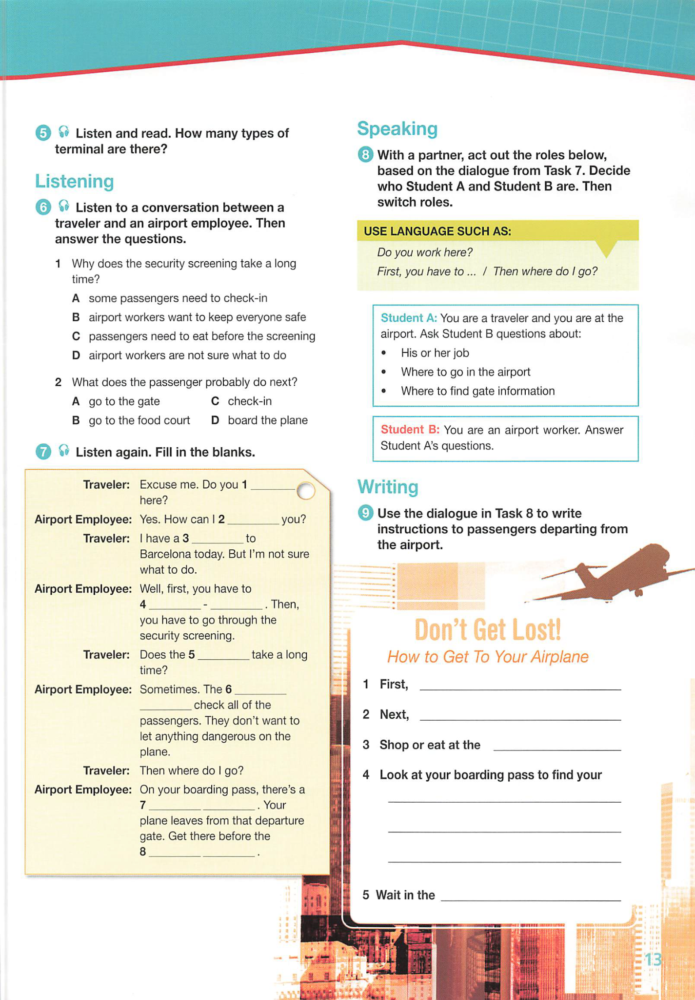 5 Listen and read. How many types of
terminal are there?
Listening
6 Listen to a conversation between a
traveler and an airport employee. Then
answer the questions.
1 Why does the security screening take a long
time?
A some passengers need to check-in
B airport workers want to keep everyone safe
C passengers need to eat before the screening
D airport workers are not sure what to do
2 What does the passenger probably do next?
A go to the gate C check-in
B go to the food court D board the plane
7 Listen again. Fill in the blanks.
Traveler: Excuse me. Do you 1 _______
here?
Airport Employee: Yes. How can I 2 ________ you?
Traveler: I have a 3 ________ to
Barcelona today. But I'm not sure
what to do.
Airport Employee: Well, first, you have to
4 ________ - ________ . Then,
you have to go through the
security screening.
Traveler: Does the 5 ________ take a long
time?
Airport Employee: Sometimes. The 6 ________
________ check all of the
passengers. They don't want to
let anything dangerous on the
plane.
Traveler: Then where do I go?
Airport Employee: On your boarding pass, there's a
7 ________ ________ . Your
plane leaves from that departure
gate. Get there before the
8 ________ ________ .
Speaking
8 With a partner, act out the roles below,
based on the dialogue from Task 7. Decide
who Student A and Student B are. Then
switch roles.
USE LANGUAGE SUCH AS:
Do you work here?
First, you have to ... / Then where do I go?
Student A: You are a traveler and you are at the
airport. Ask Student B questions about:
• His or her job
• Where to go in the airport
• Where to find gate information
Student B: You are an airport worker. Answer
Student A's questions.
Writing
9 Use the dialogue in Task 8 to write
instructions to passengers departing from
the airport.
Don't Get Lost!
How to Get To Your Airplane
1 First, ________
2 Next, ________
3 Shop or eat at the ________
4 Look at your boarding pass to find your
________
________
________
5 Wait in the ________
13